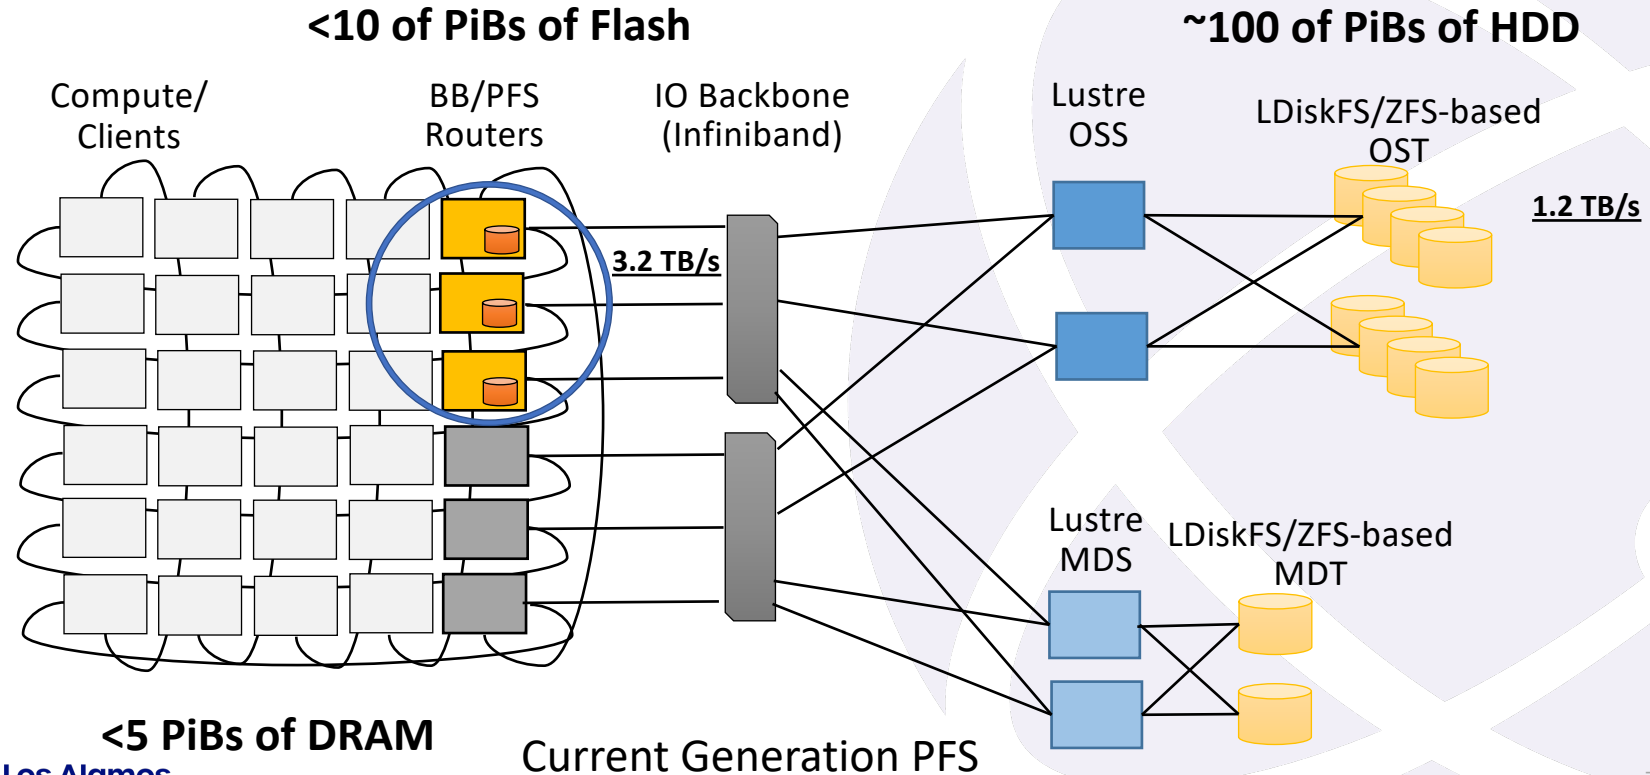 <10 of PiBs of Flash
~100 of PiBs of HDD
Compute/
Clients
BB/PFS
Routers
IO Backbone
(Infiniband)
Lustre
OSS
LDiskFS/ZFS-based
OST
1.2 TB/s
3.2 TB/s
Lustre
MDS
LDiskFS/ZFS-based
MDT
<5 PiBs of DRAM
Current Generation PFS
Los Alamos